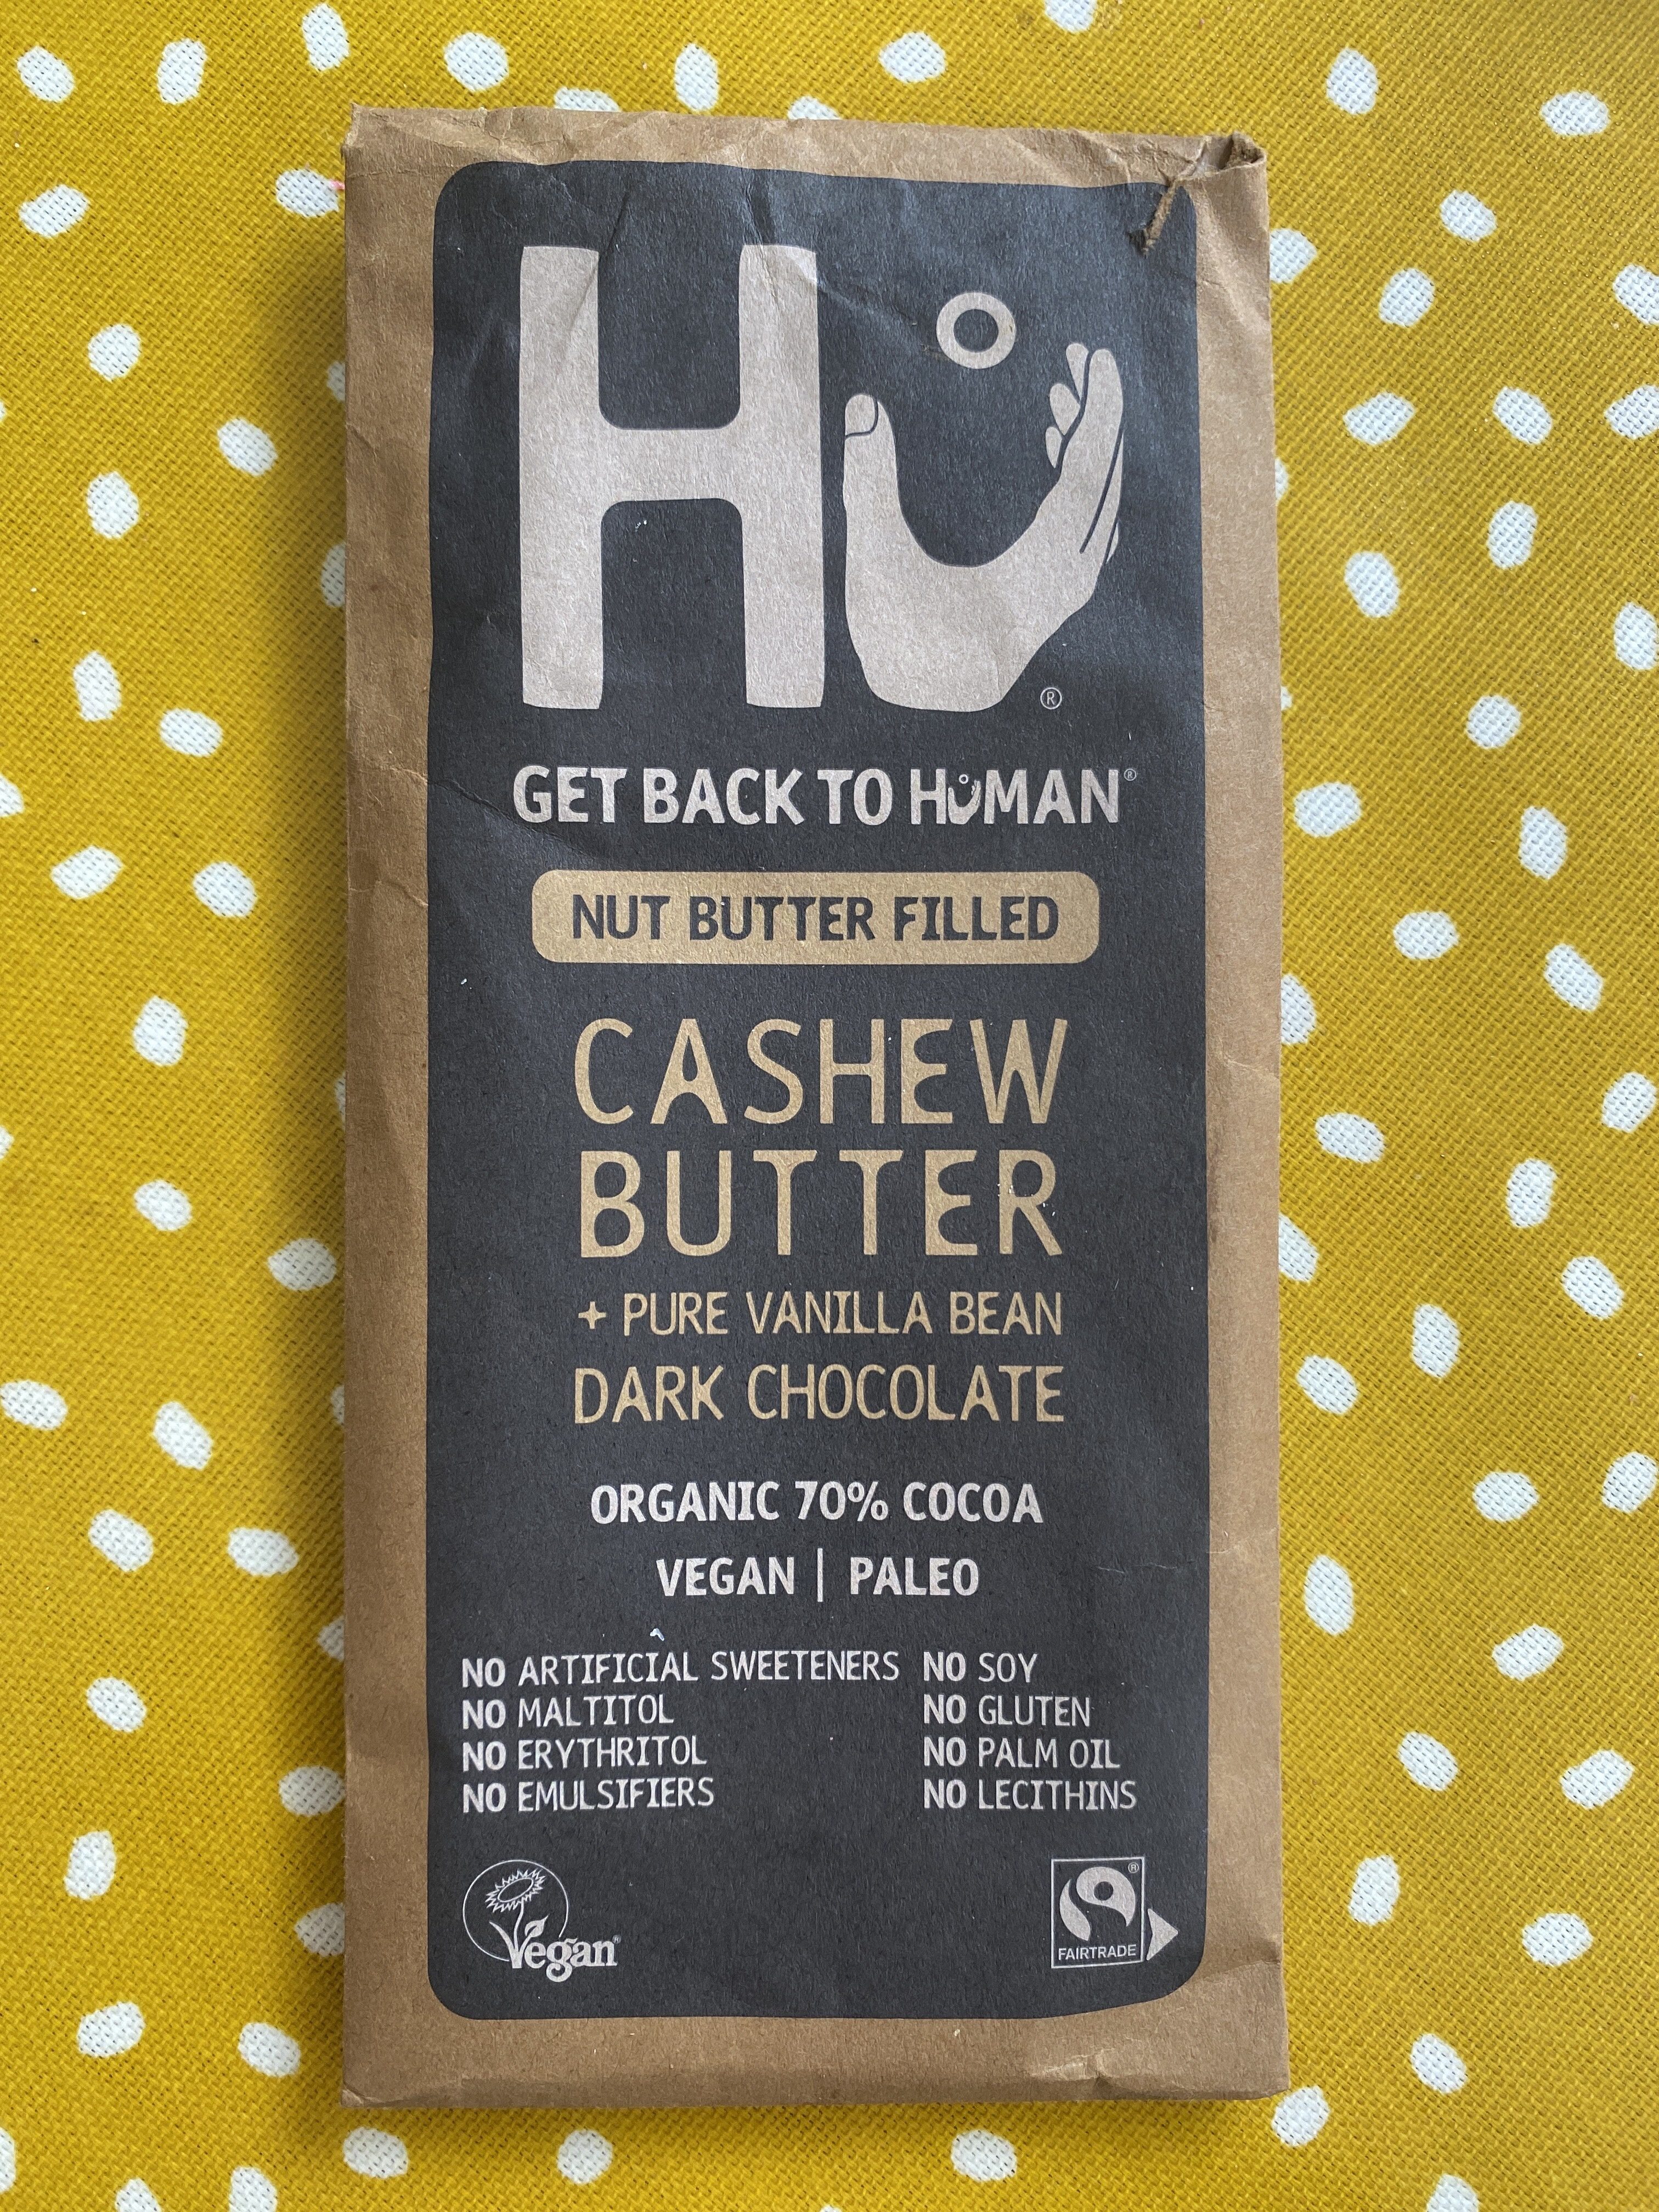 Hu®
GET BACK TO HUMAN®
NUT BUTTER FILLED
CASHEW
BUTTER
+ PURE VANILLA BEAN
DARK CHOCOLATE
ORGANIC 70% COCOA
VEGAN | PALEO
NO ARTIFICIAL SWEETENERS
NO MALTITOL
NO ERYTHRITOL
NO EMULSIFIERS
NO SOY
NO GLUTEN
NO PALM OIL
NO LECITHINS
Vegan®
®
FAIRTRADE